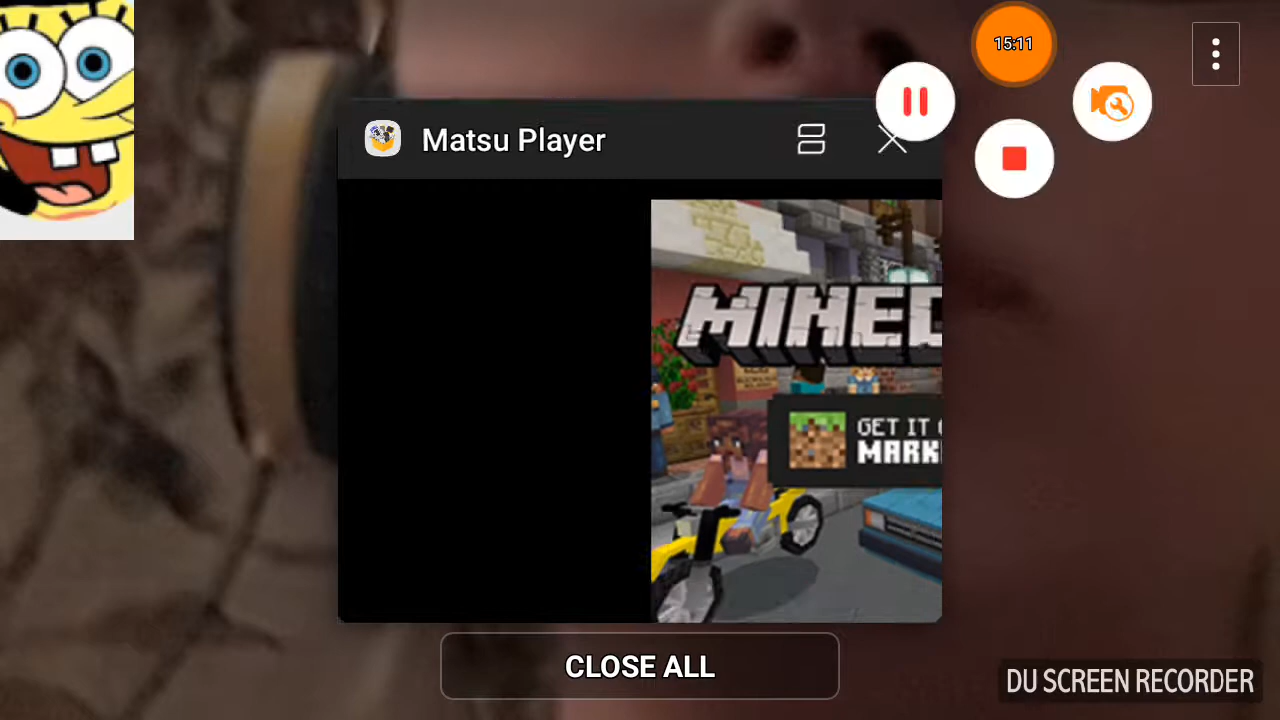 15:11
Matsu Player
MINEC
GET IT
MARK
CLOSE ALL
DU SCREEN RECORDER